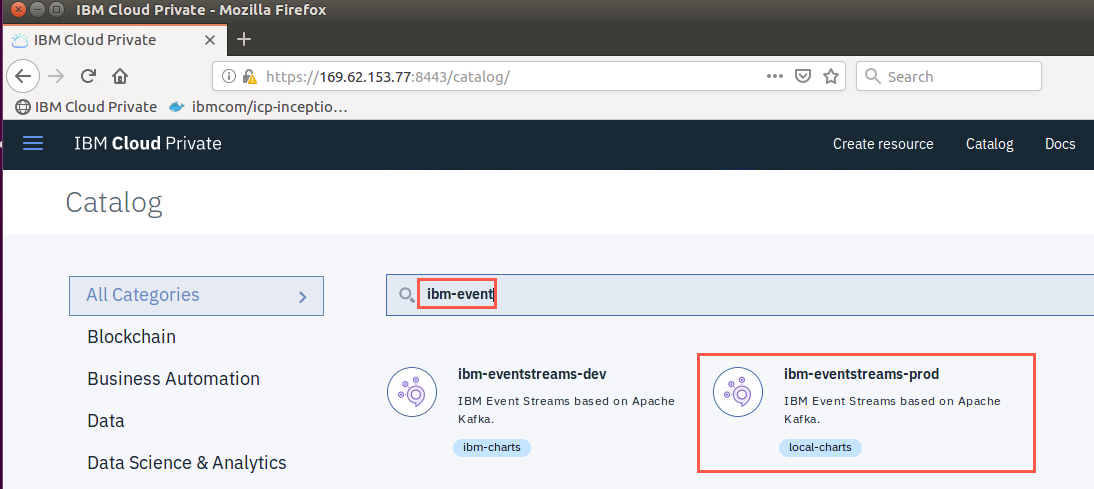 IBM Cloud Private - Mozilla Firefox
IBM Cloud Private
https://169.62.153.77:8443/catalog/
Search
IBM Cloud Private
ibmcom/icp-inceptio…
IBM Cloud Private
Create resource
Catalog
Docs
Catalog
All Categories
ibm-event
Blockchain
Business Automation
Data
Data Science & Analytics
ibm-eventstreams-dev
IBM Event Streams based on Apache
Kafka.
ibm-charts
ibm-eventstreams-prod
IBM Event Streams based on Apache
Kafka.
local-charts